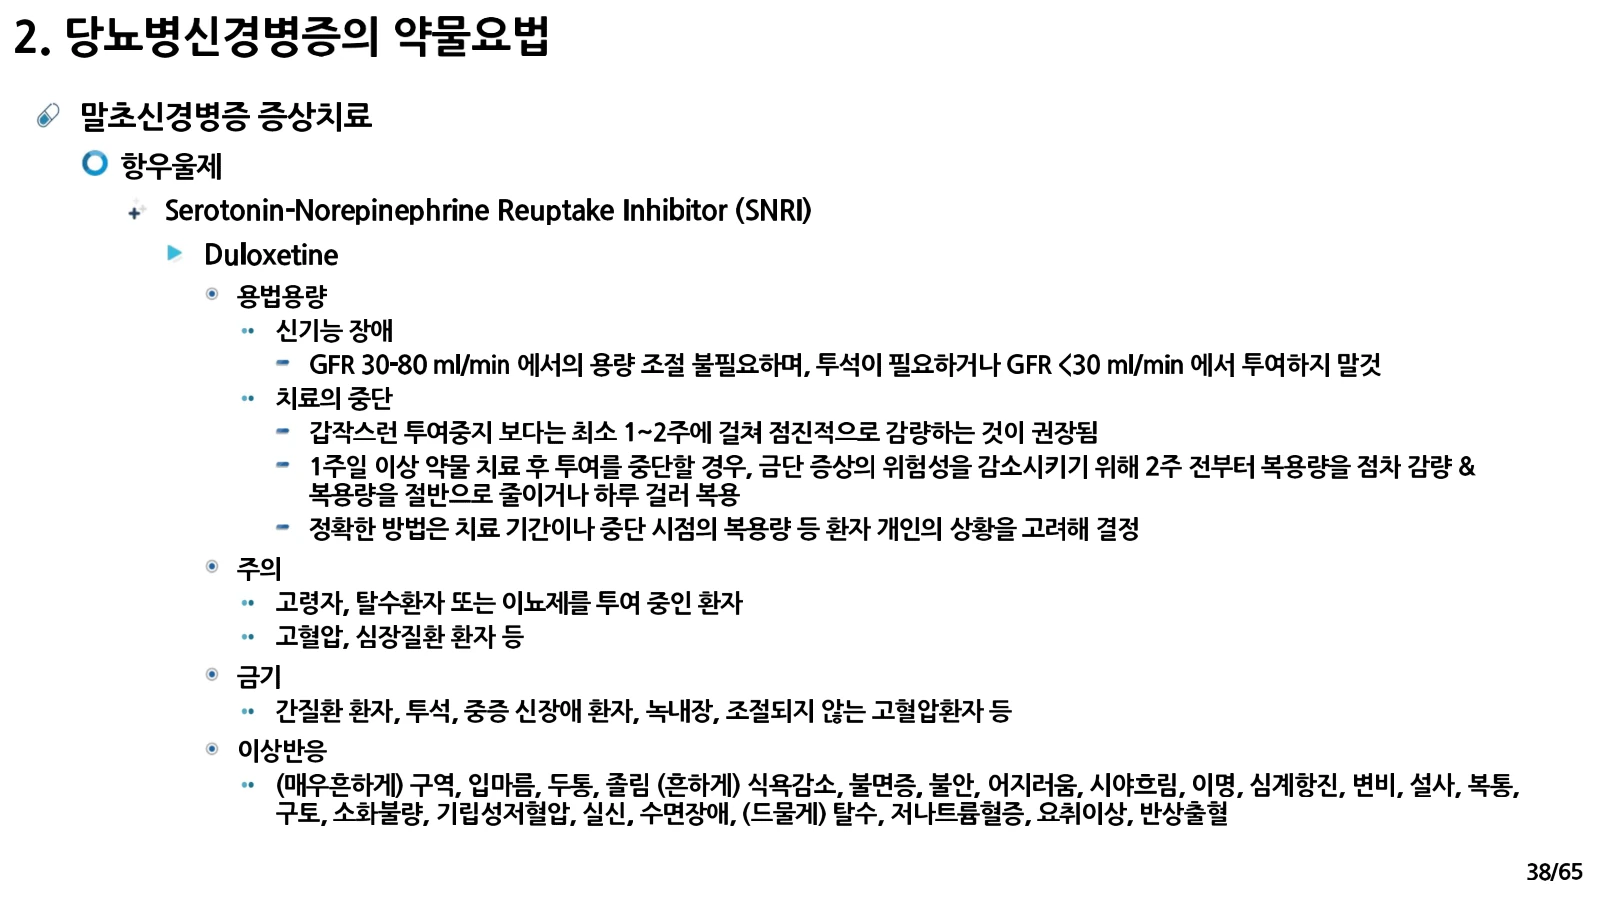 2. 당뇨병신경병증의 약물요법
말초신경병증 증상치료
항우울제
Serotonin-Norepinephrine Reuptake Inhibitor (SNRI)
Duloxetine
용법용량
신기능 장애
GFR 30-80 ml/min 에서의 용량 조절 불필요하며, 투석이 필요하거나 GFR <30 ml/min 에서 투여하지 말것
치료의 중단
갑작스런 투여중지 보다는 최소 1~2주에 걸쳐 점진적으로 감량하는 것이 권장됨
1주일 이상 약물 치료 후 투여를 중단할 경우, 금단 증상의 위험성을 감소시키기 위해 2주 전부터 복용량을 점차 감량 &
복용량을 절반으로 줄이거나 하루 걸러 복용
정확한 방법은 치료 기간이나 중단 시점의 복용량 등 환자 개인의 상황을 고려해 결정
주의
고령자, 탈수환자 또는 이뇨제를 투여 중인 환자
고혈압, 심장질환 환자 등
금기
간질환 환자, 투석, 중증 신장애 환자, 녹내장, 조절되지 않는 고혈압환자 등
이상반응
(매우흔하게) 구역, 입마름, 두통, 졸림 (흔하게) 식욕감소, 불면증, 불안, 어지러움, 시야흐림, 이명, 심계항진, 변비, 설사, 복통,
구토, 소화불량, 기립성저혈압, 실신, 수면장애, (드물게) 탈수, 저나트륨혈증, 요취이상, 반상출혈
38/65